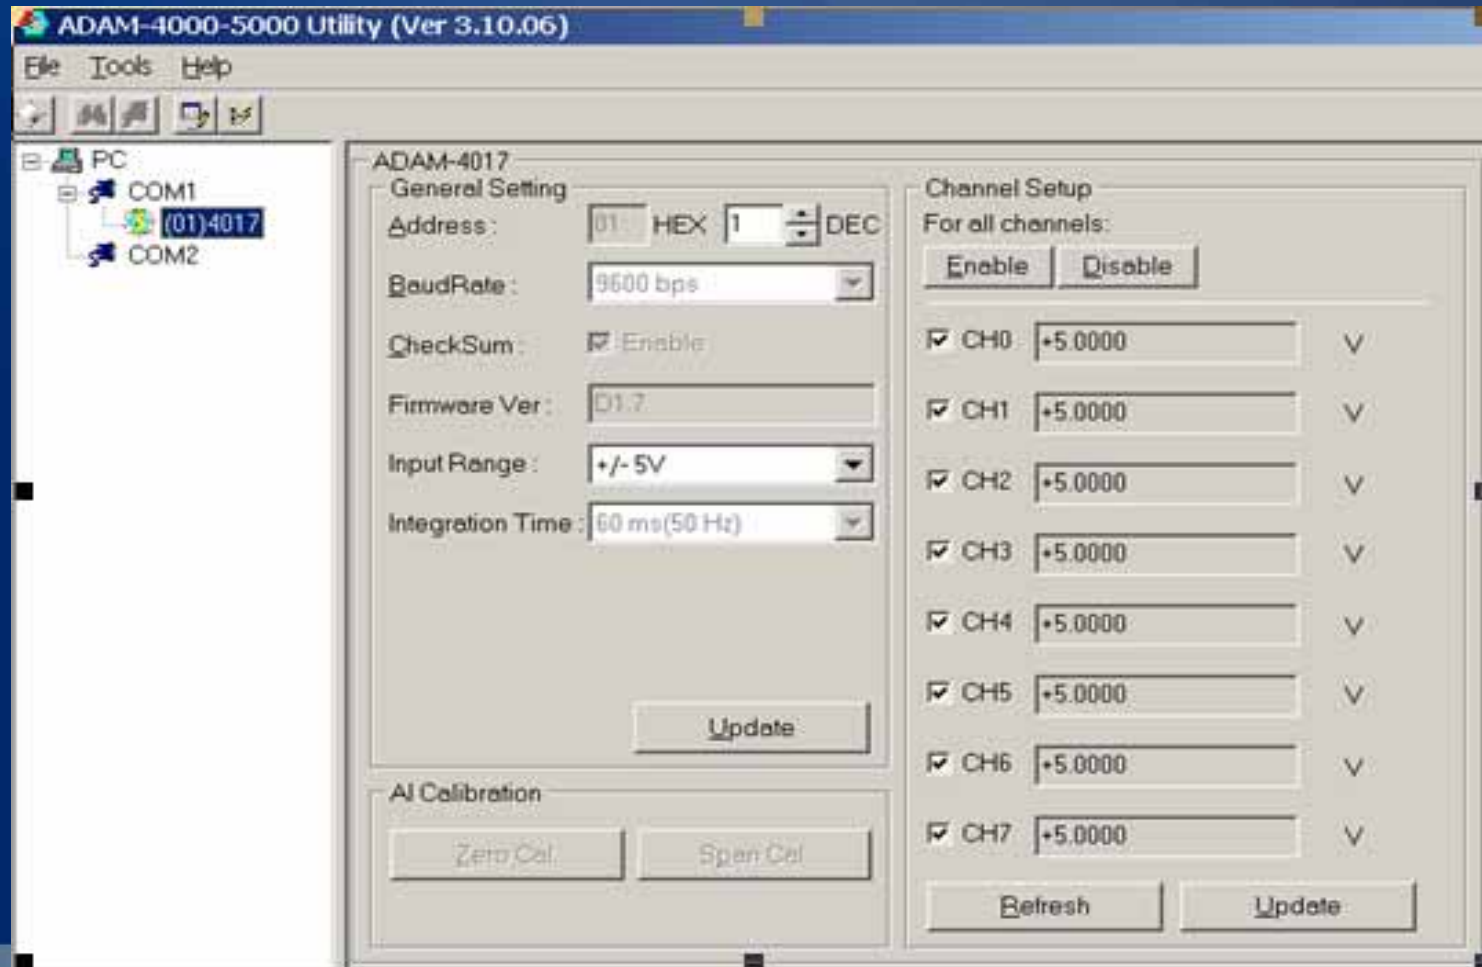 ADAM-4000-5000 Utility (Ver 3.10.06)
File Tools Help
PC
COM1
(01)4017
COM2
ADAM-4017
General Setting
Address : 01 HEX 1 DEC
BaudRate : 9600 bps
CheckSum : Enable
Firmware Ver : D1.7
Input Range : +/- 5V
Integration Time : 60 ms(50 Hz)
Update
AI Calibration
Zero Cal. Span Cal
Channel Setup
For all channels:
Enable Disable
CH0 +5.0000 V
CH1 +5.0000 V
CH2 +5.0000 V
CH3 +5.0000 V
CH4 +5.0000 V
CH5 +5.0000 V
CH6 +5.0000 V
CH7 +5.0000 V
Refresh Update